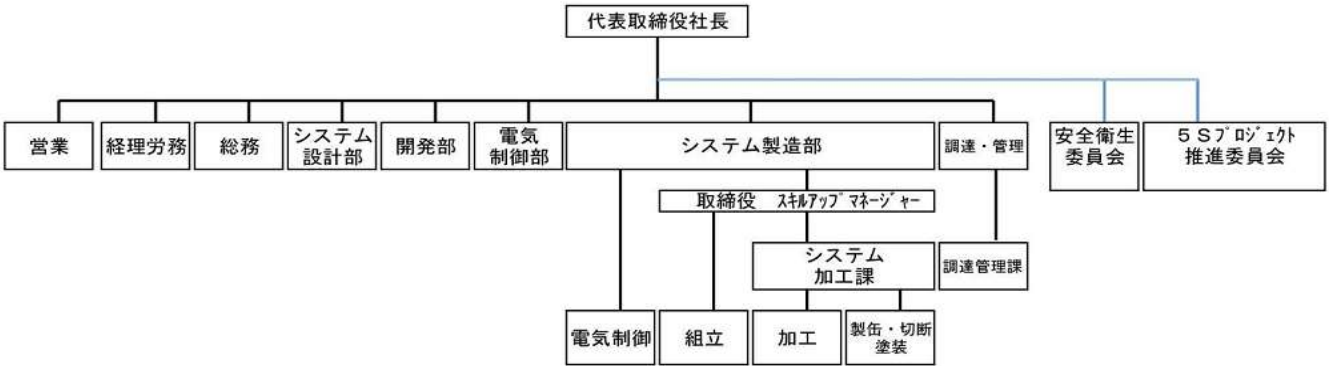 代表取締役社長
営業
経理労務
総務
システム
設計部
開発部
電気
制御部
システム製造部
調達・管理
安全衛生
委員会
５Ｓﾌﾟﾛｼﾞｪｸﾄ
推進委員会
取締役　ｽｷﾙｱｯﾌﾟﾏﾈｰｼﾞｬｰ
システム
加工課
調達管理課
電気制御
組立
加工
製缶・切断
塗装